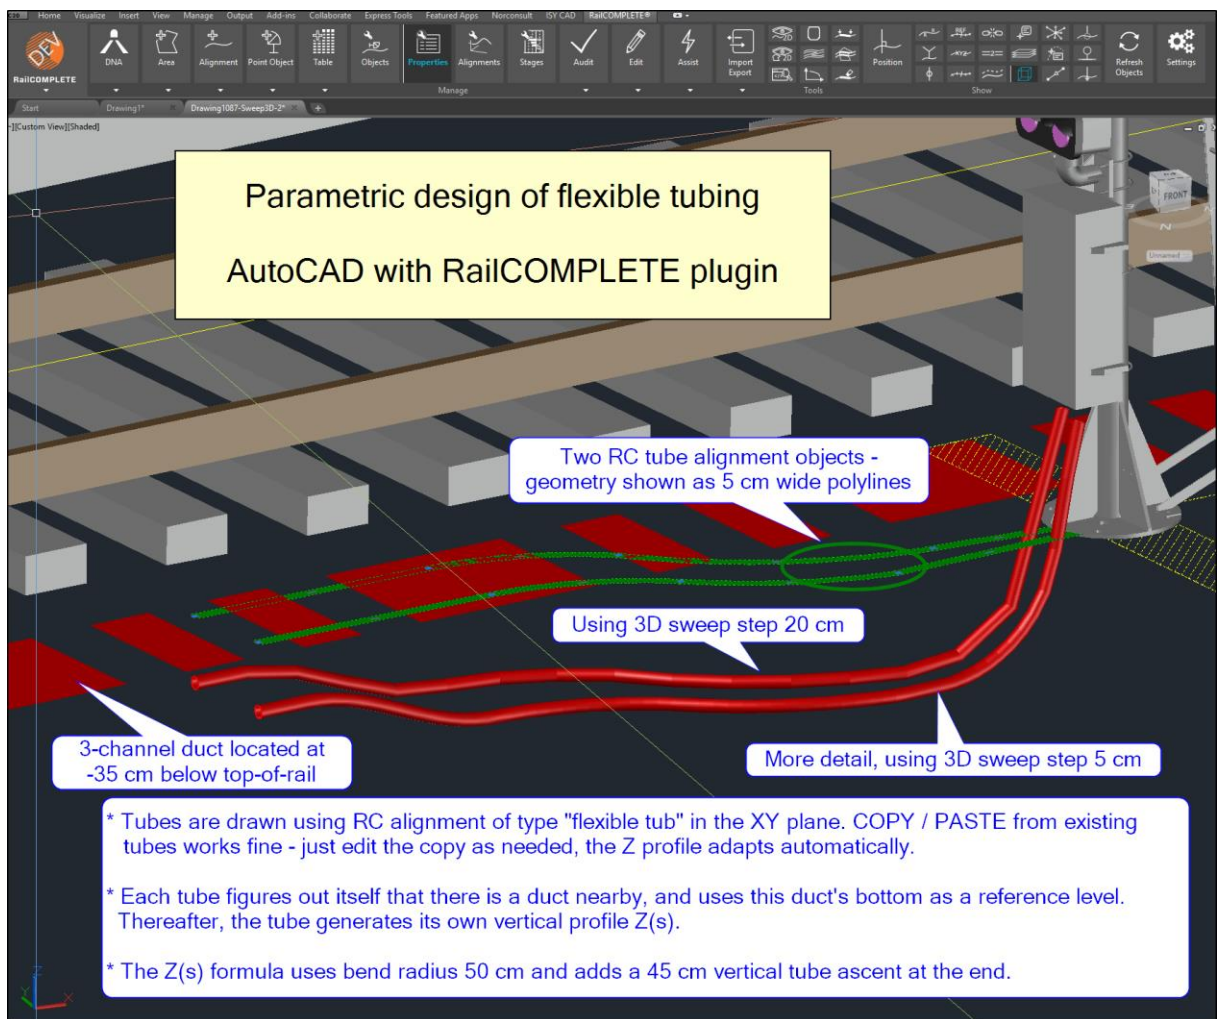 Home Visualize Insert View Manage Output Add-ins Collaborate Express Tools Featured Apps Norconsult ISY CAD RailCOMPLETE®
DEV
RailCOMPLETE
DNA
Area
Alignment
Point Object
Table
Objects
Properties
Alignments
Stages
Audit
Edit
Assist
Import
Export
Position
Refresh
Objects
Settings
Manage
Tools
Show
Start
Drawing1*
Drawing1087-Sweep3D-2*
[Custom View][Shaded]
FRONT
Unnamed
Parametric design of flexible tubing
AutoCAD with RailCOMPLETE plugin
Two RC tube alignment objects -
geometry shown as 5 cm wide polylines
Using 3D sweep step 20 cm
3-channel duct located at
-35 cm below top-of-rail
More detail, using 3D sweep step 5 cm
* Tubes are drawn using RC alignment of type "flexible tub" in the XY plane. COPY / PASTE from existing
tubes works fine - just edit the copy as needed, the Z profile adapts automatically.
* Each tube figures out itself that there is a duct nearby, and uses this duct's bottom as a reference level.
Thereafter, the tube generates its own vertical profile Z(s).
* The Z(s) formula uses bend radius 50 cm and adds a 45 cm vertical tube ascent at the end.
Z
Y
X